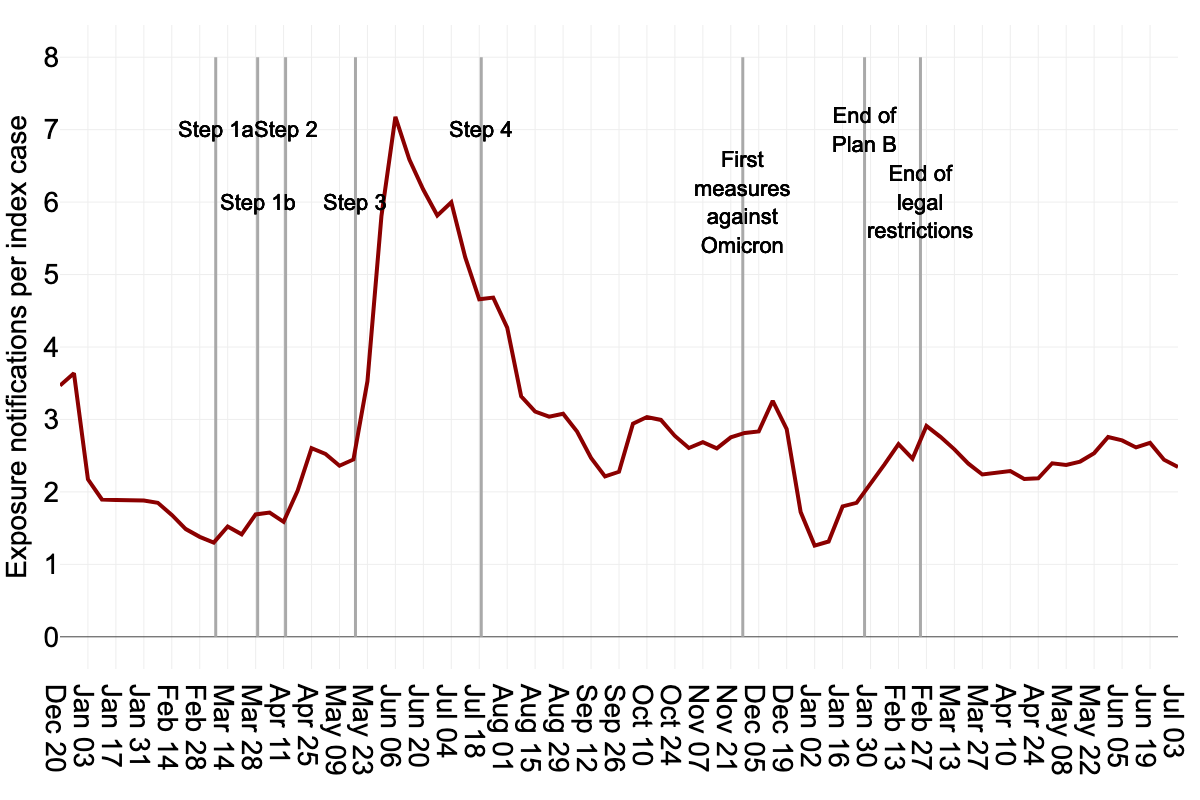 Exposure notifications per index case
8
7
6
5
4
3
2
1
0
Step 1a
Step 2
Step 1b
Step 3
Step 4
First
measures
against
Omicron
End of
Plan B
End of
legal
restrictions
Dec 20
Jan 03
Jan 17
Jan 31
Feb 14
Feb 28
Mar 14
Mar 28
Apr 11
Apr 25
May 09
May 23
Jun 06
Jun 20
Jul 04
Jul 18
Aug 01
Aug 15
Aug 29
Sep 12
Sep 26
Oct 10
Oct 24
Nov 07
Nov 21
Dec 05
Dec 19
Jan 02
Jan 16
Jan 30
Feb 13
Feb 27
Mar 13
Mar 27
Apr 10
Apr 24
May 08
May 22
Jun 05
Jun 19
Jul 03